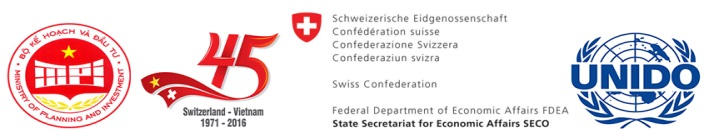 BỘ KẾ HOẠCH VÀ ĐẦU TƯ
mpi
MINISTRY OF PLANNING AND INVESTMENT
45
Switzerland - Vietnam
1971 - 2016
Schweizerische Eidgenossenschaft
Confédération suisse
Confederazione Svizzera
Confederaziun svizra
Swiss Confederation
Federal Department of Economic Affairs FDEA
State Secretariat for Economic Affairs SECO
UNIDO